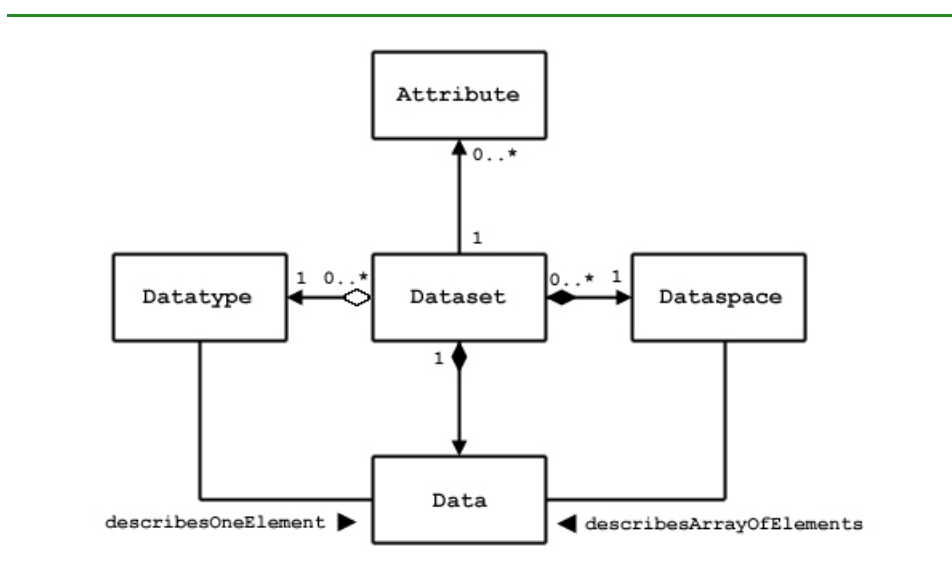 Attribute
0..*
1
Datatype
1
0..*
Dataset
0..*
1
Dataspace
1
Data
describesOneElement ▶
◀ describesArrayOfElements